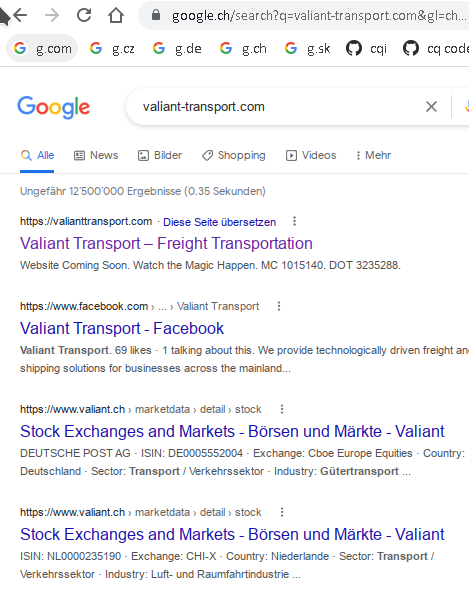 google.ch/search?q=valiant-transport.com&gl=ch...
g.com g.cz g.de g.ch g.sk cqi cq code
Google valiant-transport.com
Alle News Bilder Shopping Videos Mehr
Ungefähr 12'500'000 Ergebnisse (0.35 Sekunden)
https://valianttransport.com · Diese Seite übersetzen
Valiant Transport – Freight Transportation
Website Coming Soon. Watch the Magic Happen. MC 1015140. DOT 3235288.
https://www.facebook.com › ... › Valiant Transport
Valiant Transport - Facebook
Valiant Transport. 69 likes · 1 talking about this. We provide technologically driven freight and
shipping solutions for businesses across the mainland...
https://www.valiant.ch › marketdata › detail › stock
Stock Exchanges and Markets - Börsen und Märkte - Valiant
DEUTSCHE POST AG · ISIN: DE0005552004 · Exchange: Cboe Europe Equities · Country:
Deutschland · Sector: Transport / Verkehrssektor · Industry: Gütertransport ...
https://www.valiant.ch › marketdata › detail › stock
Stock Exchanges and Markets - Börsen und Märkte - Valiant
ISIN: NL0000235190 · Exchange: CHI-X · Country: Niederlande · Sector: Transport /
Verkehrssektor · Industry: Luft- und Raumfahrtindustrie ...